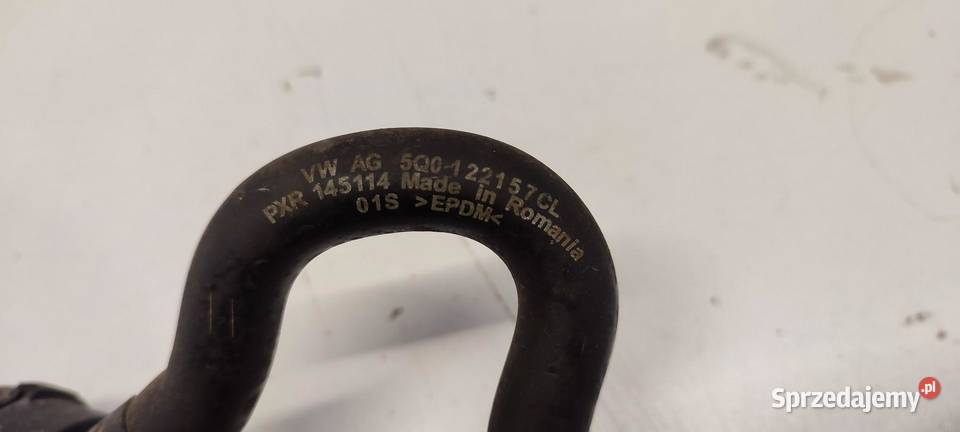 VW AG 5Q0-122157CL
PXR 145114 Made in Romania
01S >EPDM<
Sprzedajemy.pl